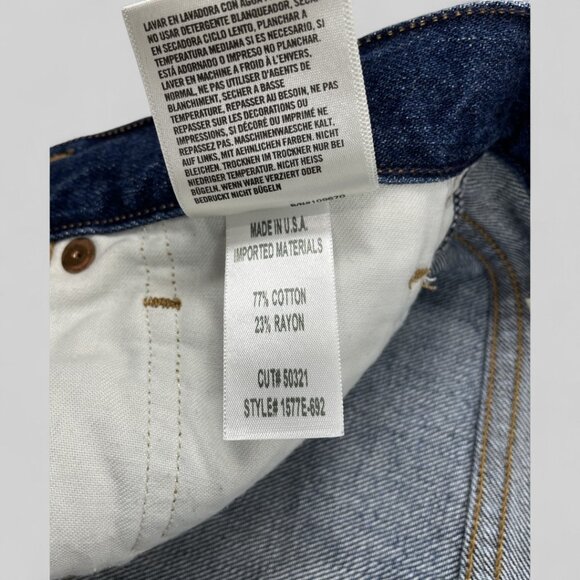 LAVAR EN LAVADORA CON AGUA
NO USAR DETERGENTE BLANQUEADOR, SECAR
EN SECADORA CICLO LENTO, PLANCHAR A
TEMPERATURA MEDIANA SI ES NECESARIO. SI
ESTÁ ADORNADO O IMPRESO NO PLANCHAR.
LAVER EN MACHINE A FROID À L'ENVERS.
NORMAL, NE PAS UTILISER D'AGENTS DE
BLANCHIMENT, SÉCHER A BASSE
TEMPERATURE, REPASSER AU BESOIN, NE PAS
REPASSER SUR LES DECORATIONS OU
IMPRESSIONS, SI DÉCORÉ OU IMPRIMÉ NE
REPASSEZ PAS. MASCHINENWAESCHE KALT.
AUF LINKS, MIT AEHNLICHEN FARBEN. NICHT
BLEICHEN. TROCKEN IM TROCKNER NUR BEI
NIEDRIGER TEMPERATUR. NICHT HEISS
BÜGELN. WENN WARE VERZIERT ODER
BEDRUCKT NICHT BÜGELN
MADE IN U.S.A.
IMPORTED MATERIALS
77% COTTON
23% RAYON
CUT# 50321
STYLE# 1577E-692